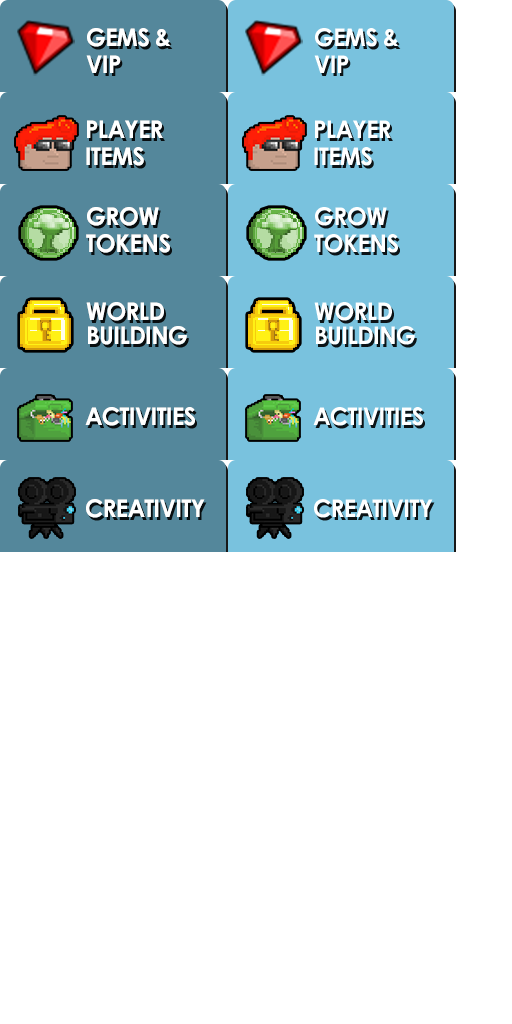 GEMS &
VIP
GEMS &
VIP
PLAYER
ITEMS
PLAYER
ITEMS
GROW
TOKENS
GROW
TOKENS
WORLD
BUILDING
WORLD
BUILDING
ACTIVITIES
ACTIVITIES
CREATIVITY
CREATIVITY